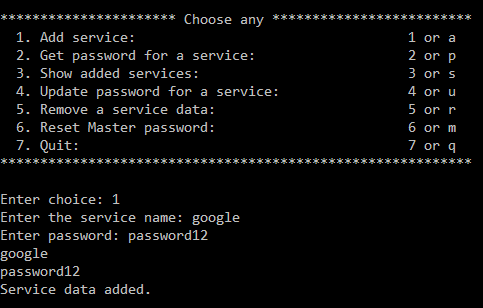 ********************** Choose any *************************
1. Add service: 1 or a
2. Get password for a service: 2 or p
3. Show added services: 3 or s
4. Update password for a service: 4 or u
5. Remove a service data: 5 or r
6. Reset Master password: 6 or m
7. Quit: 7 or q
***********************************************************
Enter choice: 1
Enter the service name: google
Enter password: password12
google
password12
Service data added.